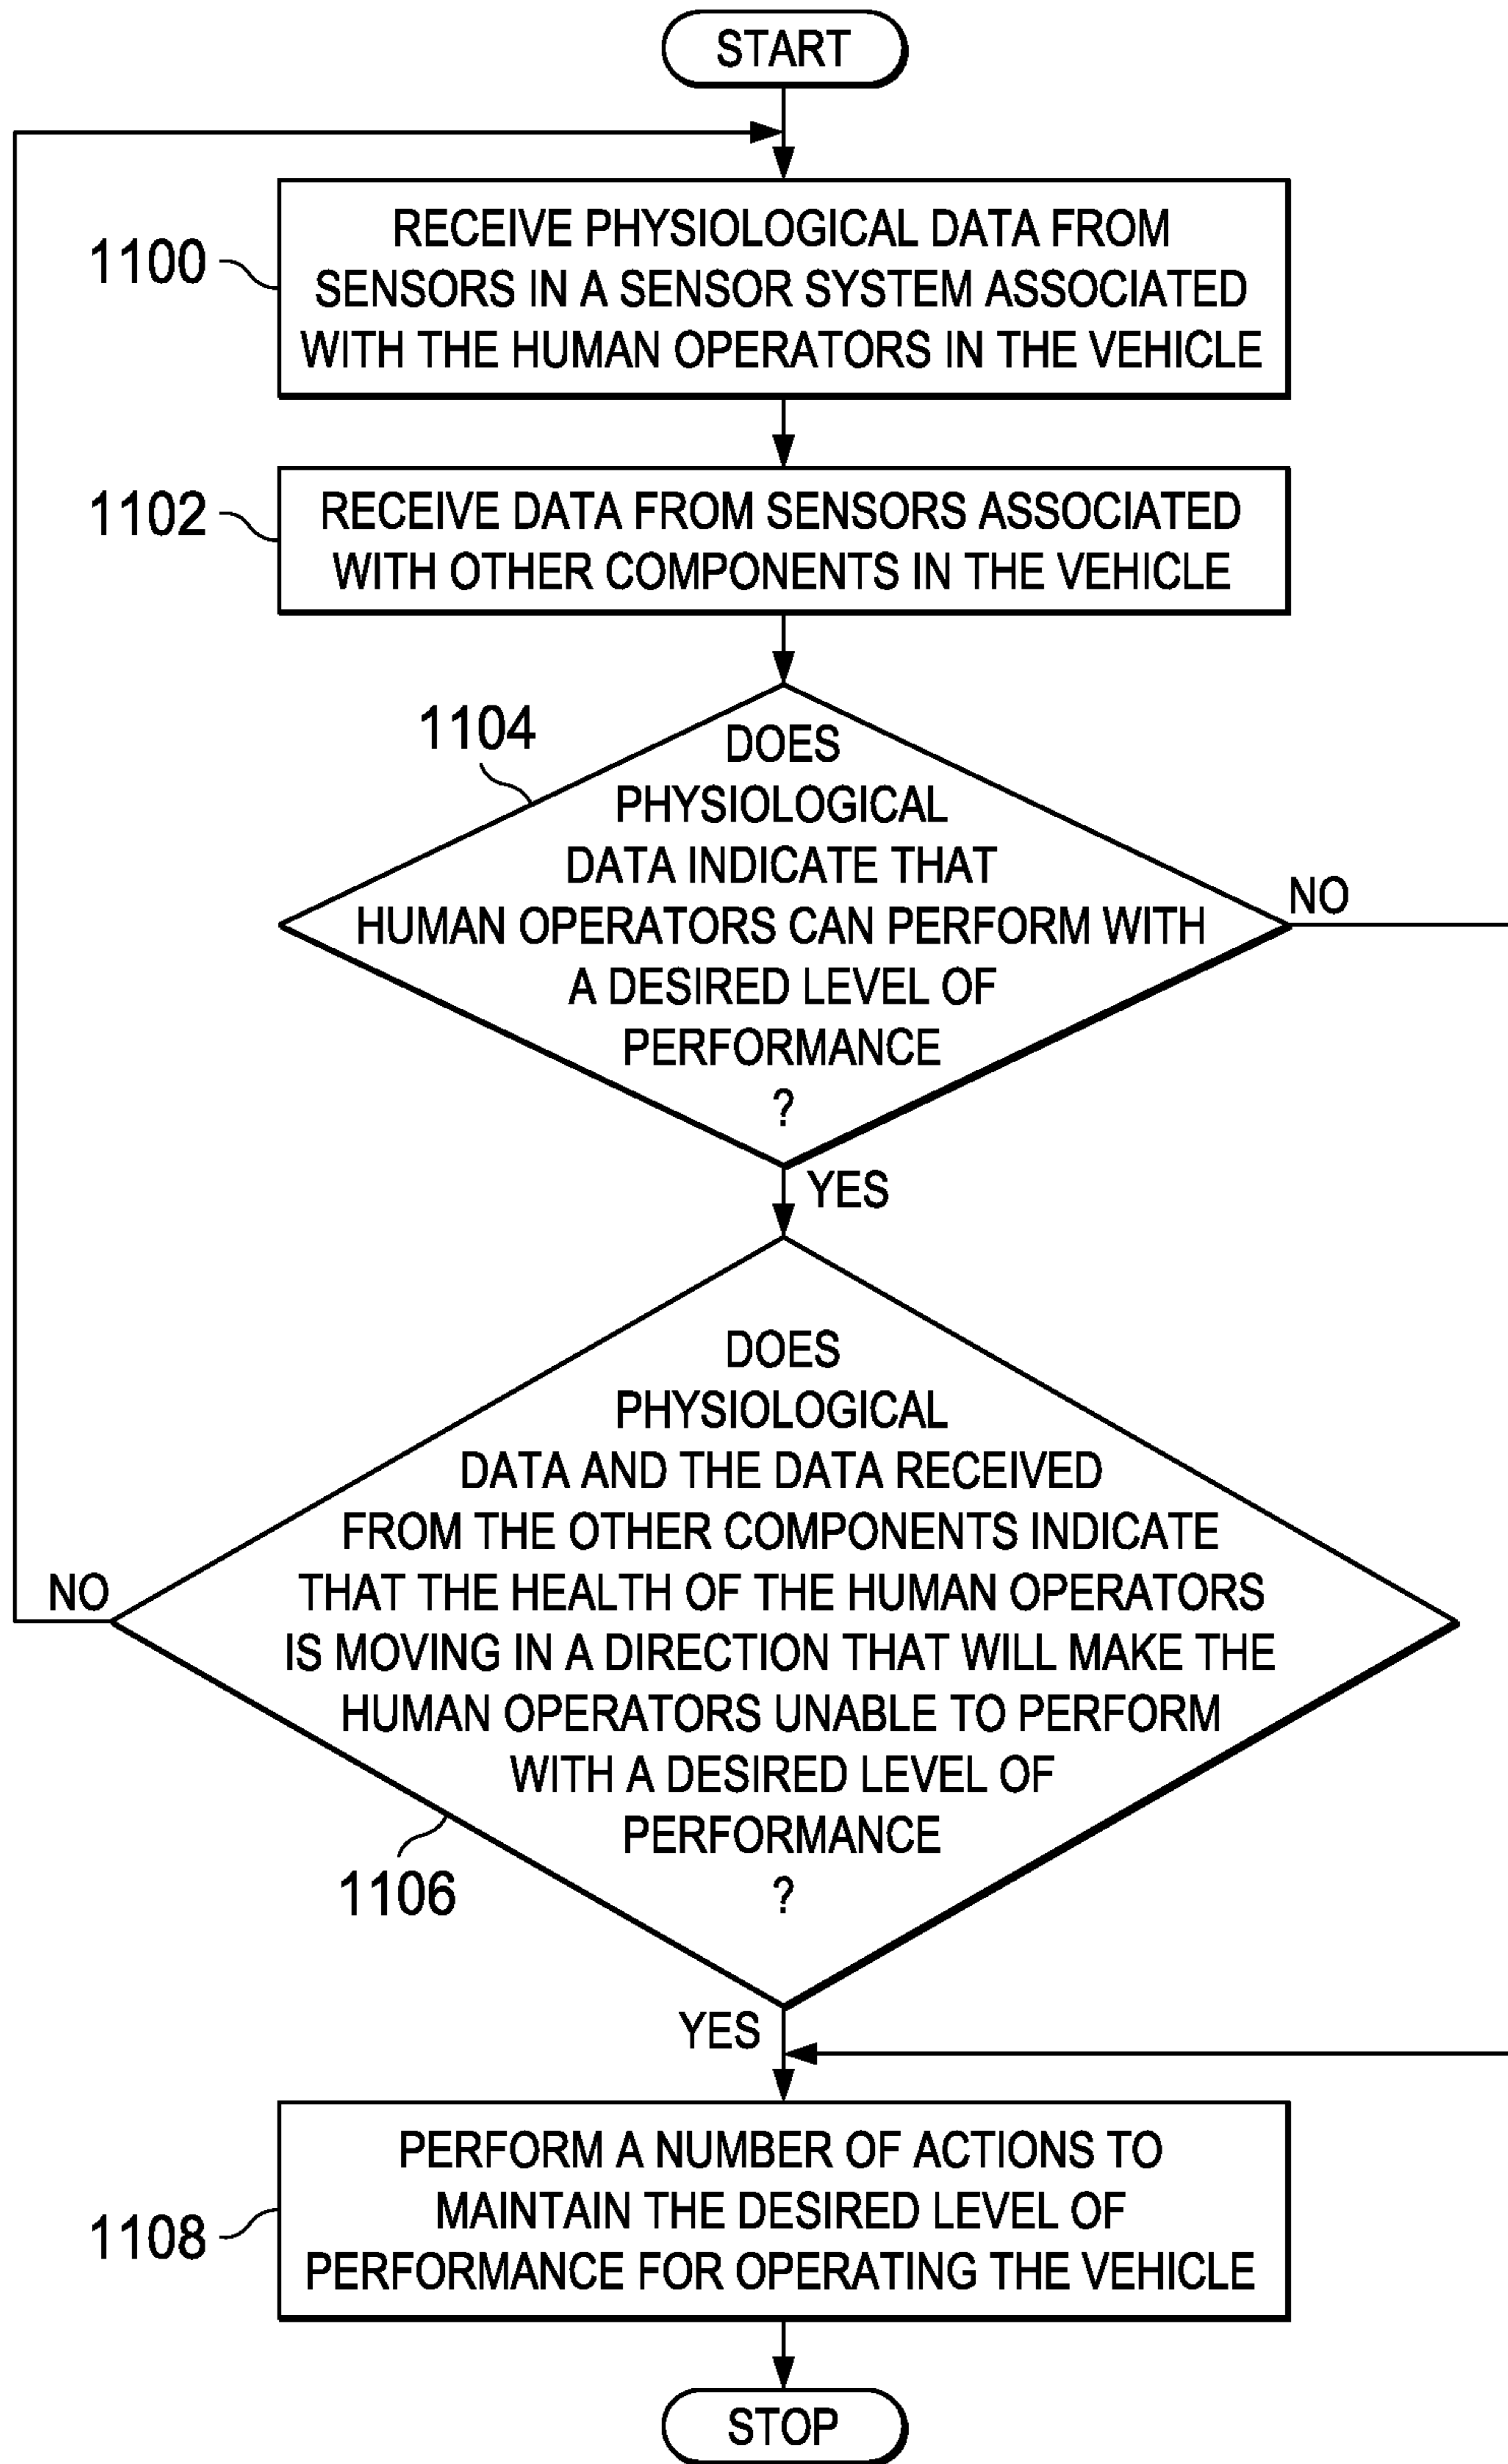 START
1100
RECEIVE PHYSIOLOGICAL DATA FROM
SENSORS IN A SENSOR SYSTEM ASSOCIATED
WITH THE HUMAN OPERATORS IN THE VEHICLE
1102
RECEIVE DATA FROM SENSORS ASSOCIATED
WITH OTHER COMPONENTS IN THE VEHICLE
1104
DOES
PHYSIOLOGICAL
DATA INDICATE THAT
HUMAN OPERATORS CAN PERFORM WITH
A DESIRED LEVEL OF
PERFORMANCE
?
NO
YES
DOES
PHYSIOLOGICAL
DATA AND THE DATA RECEIVED
FROM THE OTHER COMPONENTS INDICATE
THAT THE HEALTH OF THE HUMAN OPERATORS
IS MOVING IN A DIRECTION THAT WILL MAKE THE
HUMAN OPERATORS UNABLE TO PERFORM
WITH A DESIRED LEVEL OF
PERFORMANCE
?
NO
1106
YES
1108
PERFORM A NUMBER OF ACTIONS TO
MAINTAIN THE DESIRED LEVEL OF
PERFORMANCE FOR OPERATING THE VEHICLE
STOP